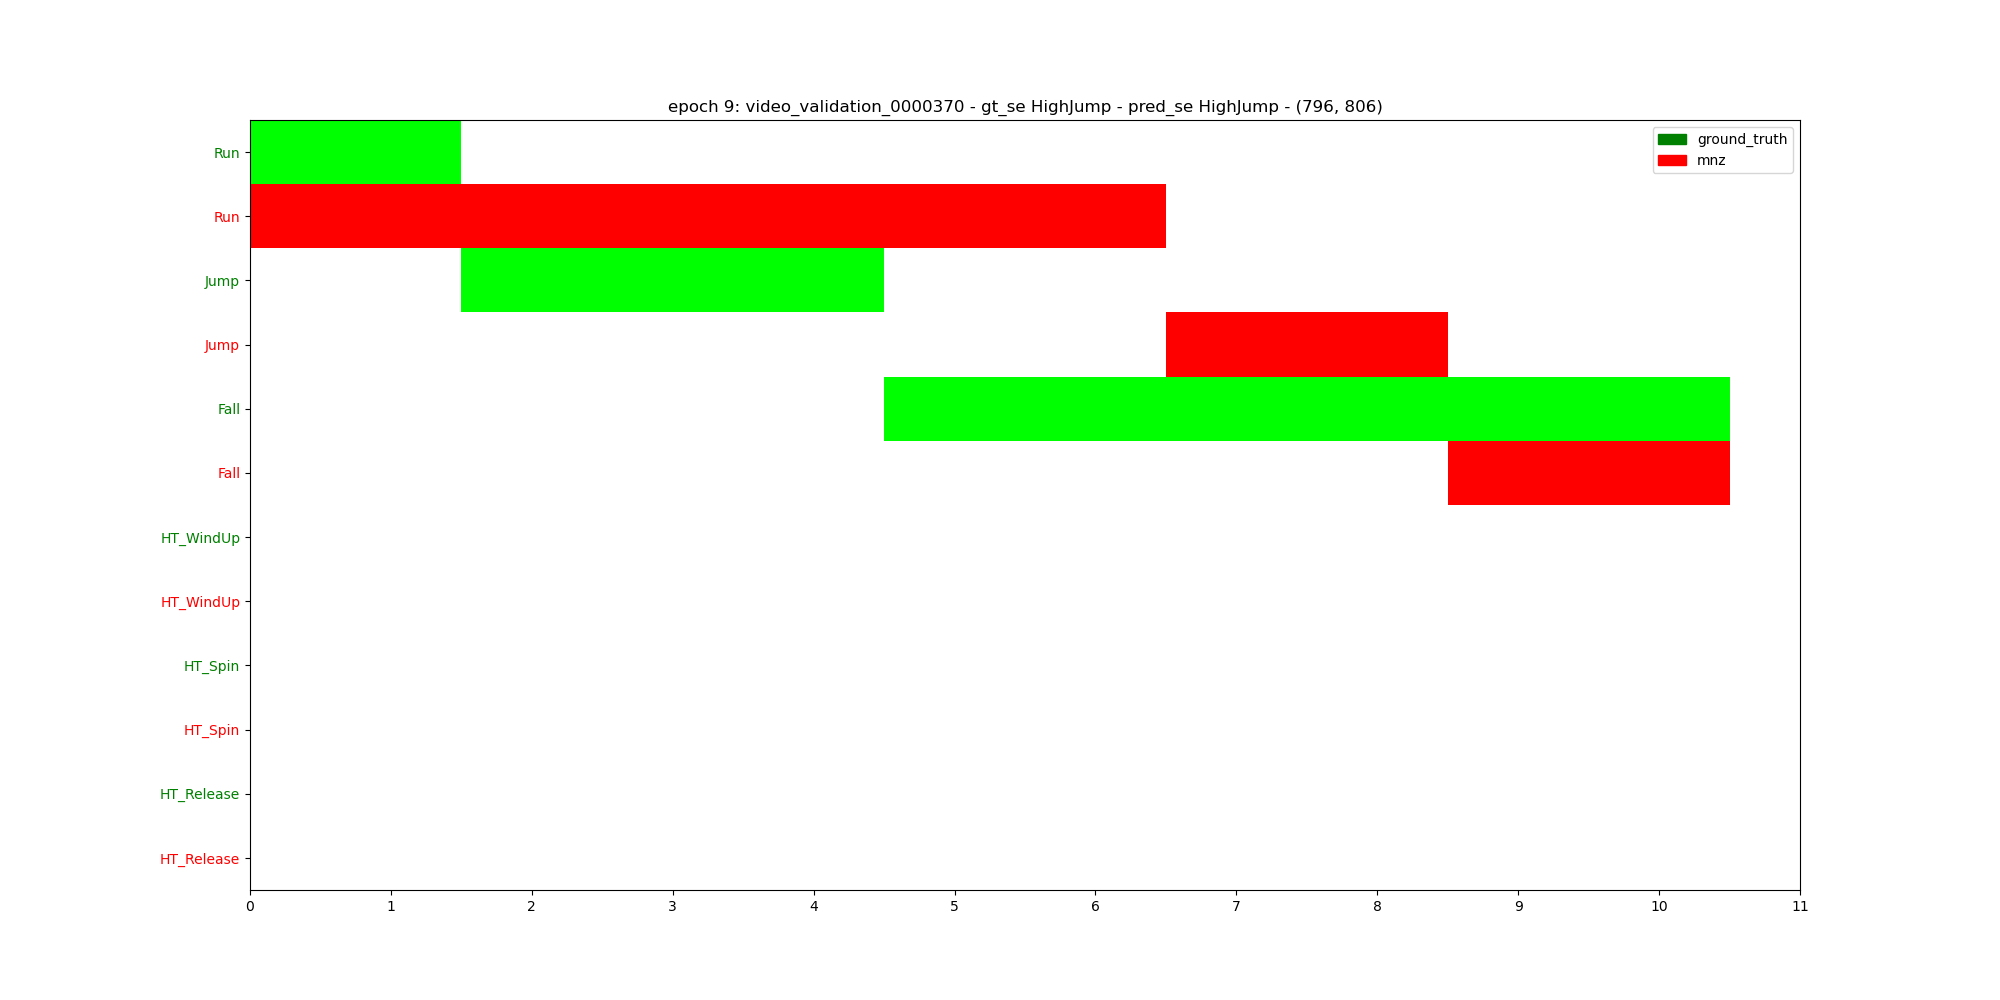 epoch 9: video_validation_0000370 - gt_se HighJump - pred_se HighJump - (796, 806)
ground_truth
mnz
Run
Run
Jump
Jump
Fall
Fall
HT_WindUp
HT_WindUp
HT_Spin
HT_Spin
HT_Release
HT_Release
0 1 2 3 4 5 6 7 8 9 10 11